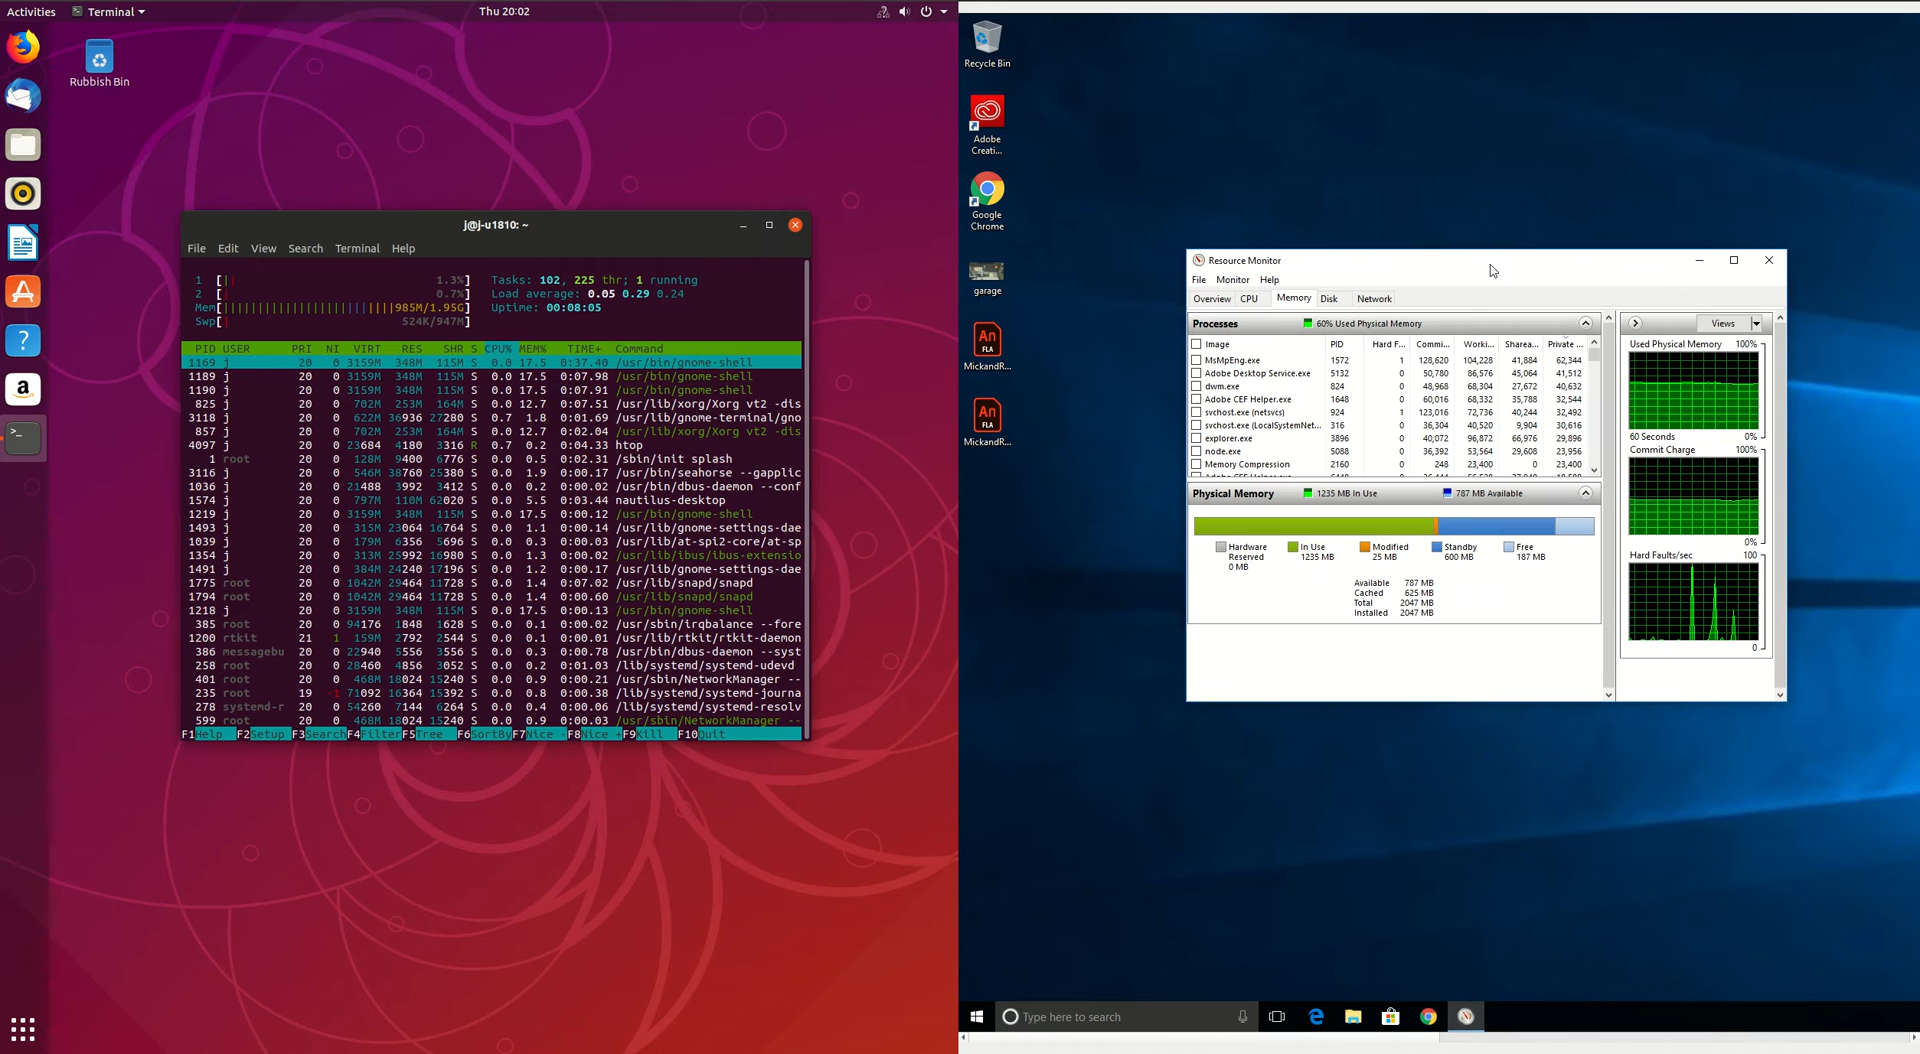 Activities Terminal Thu 20:02
Rubbish Bin
j@j-u1810: ~
File Edit View Search Terminal Help
1 [|| 1.3%] Tasks: 102, 225 thr; 1 running
2 [| 0.7%] Load average: 0.05 0.29 0.24
Mem[||||||||||||||||||||||985M/1.95G] Uptime: 00:08:05
Swp[| 524K/947M]
PID USER PRI NI VIRT RES SHR S CPU% MEM% TIME+ Command
1169 j 20 0 3159M 348M 115M S 0.0 17.5 0:37.40 /usr/bin/gnome-shell
1189 j 20 0 3159M 348M 115M S 0.0 17.5 0:07.98 /usr/bin/gnome-shell
1190 j 20 0 3159M 348M 115M S 0.0 17.5 0:07.91 /usr/bin/gnome-shell
825 j 20 0 702M 253M 164M S 0.0 12.7 0:07.51 /usr/lib/xorg/Xorg vt2 -dis
3118 j 20 0 622M 36936 27280 S 0.7 1.8 0:01.69 /usr/lib/gnome-terminal/gno
857 j 20 0 702M 253M 164M S 0.0 12.7 0:02.04 /usr/lib/xorg/Xorg vt2 -dis
4097 j 20 0 23684 4180 3316 R 0.7 0.2 0:04.33 htop
1 root 20 0 128M 9400 6776 S 0.0 0.5 0:02.31 /sbin/init splash
3116 j 20 0 546M 38760 25380 S 0.0 1.9 0:00.17 /usr/bin/seahorse --gapplic
1036 j 20 0 21488 3992 3412 S 0.0 0.2 0:00.02 /usr/bin/dbus-daemon --conf
1574 j 20 0 797M 110M 62020 S 0.0 5.5 0:03.44 nautilus-desktop
1219 j 20 0 3159M 348M 115M S 0.0 17.5 0:00.12 /usr/bin/gnome-shell
1493 j 20 0 315M 23064 16764 S 0.0 1.1 0:00.14 /usr/lib/gnome-settings-dae
1039 j 20 0 179M 6356 5696 S 0.0 0.3 0:00.03 /usr/lib/at-spi2-core/at-sp
1354 j 20 0 313M 25992 16980 S 0.0 1.3 0:00.02 /usr/lib/ibus/ibus-extensio
1491 j 20 0 384M 24240 17196 S 0.0 1.2 0:00.17 /usr/lib/gnome-settings-dae
1775 root 20 0 1042M 29464 11728 S 0.0 1.4 0:07.02 /usr/lib/snapd/snapd
1794 root 20 0 1042M 29464 11728 S 0.0 1.4 0:00.60 /usr/lib/snapd/snapd
1218 j 20 0 3159M 348M 115M S 0.0 17.5 0:00.13 /usr/bin/gnome-shell
385 root 20 0 94176 1848 1628 S 0.0 0.1 0:00.02 /usr/sbin/irqbalance --fore
1200 rtkit 21 1 159M 2792 2544 S 0.0 0.1 0:00.01 /usr/lib/rtkit/rtkit-daemon
386 messagebu 20 0 22940 5556 3556 S 0.0 0.3 0:00.78 /usr/bin/dbus-daemon --syst
258 root 20 0 28460 4856 3052 S 0.0 0.2 0:01.03 /lib/systemd/systemd-udevd
401 root 20 0 468M 18024 15240 S 0.0 0.9 0:00.21 /usr/sbin/NetworkManager --
235 root 19 -1 71092 16364 15392 S 0.0 0.8 0:00.38 /lib/systemd/systemd-journa
278 systemd-r 20 0 54260 7144 6264 S 0.0 0.4 0:00.06 /lib/systemd/systemd-resolv
599 root 20 0 468M 18024 15240 S 0.0 0.9 0:00.03 /usr/sbin/NetworkManager --
F1Help F2Setup F3Search F4Filter F5Tree F6SortBy F7Nice - F8Nice + F9Kill F10Quit
Recycle Bin
Adobe
Creati...
Google
Chrome
garage
MickandR...
MickandR...
Resource Monitor
File Monitor Help
Overview CPU Memory Disk Network
Processes 60% Used Physical Memory
Image PID Hard F... Commi... Worki... Sharea... Private ...
MsMpEng.exe 1572 1 128,620 104,228 41,884 62,344
Adobe Desktop Service.exe 5132 0 50,780 86,576 45,064 41,512
dwm.exe 824 0 48,968 68,304 27,672 40,632
Adobe CEF Helper.exe 1648 0 60,016 68,332 35,788 32,544
svchost.exe (netsvcs) 924 1 123,016 72,736 40,244 32,492
svchost.exe (LocalSystemNet... 316 0 36,304 40,520 9,904 30,616
explorer.exe 3896 0 40,072 96,872 66,976 29,896
node.exe 5088 0 36,392 53,564 29,608 23,956
Memory Compression 2160 0 248 23,400 0 23,400
Physical Memory 1235 MB In Use 787 MB Available
Hardware Reserved 0 MB
In Use 1235 MB
Modified 25 MB
Standby 600 MB
Free 187 MB
Available 787 MB
Cached 625 MB
Total 2047 MB
Installed 2047 MB
Views
Used Physical Memory 100%
60 Seconds 0%
Commit Charge 100%
0%
Hard Faults/sec 100
0
Type here to search